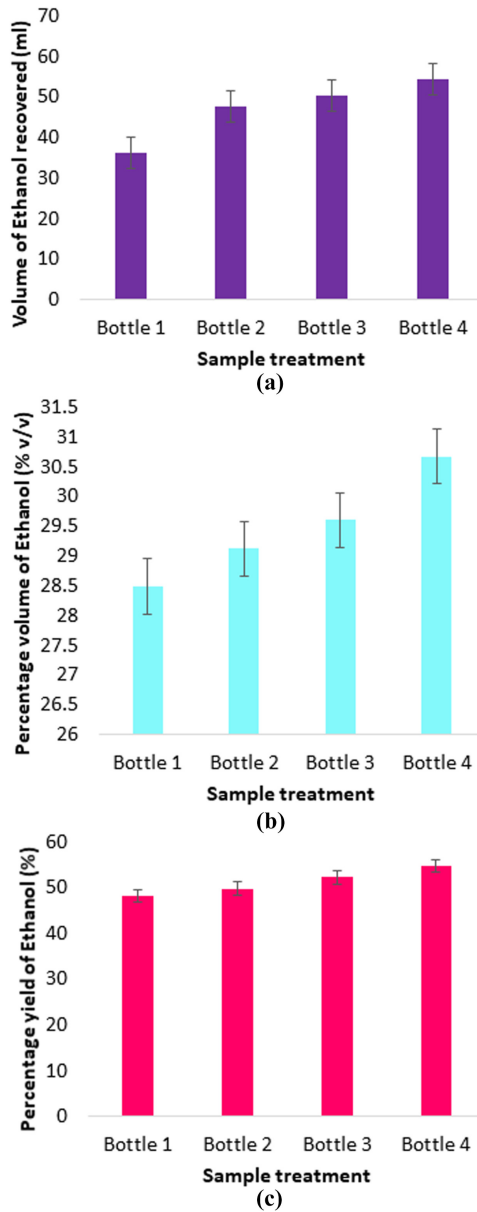 Volume of Ethanol recovered (ml)
70
60
50
40
30
20
10
0
Bottle 1 Bottle 2 Bottle 3 Bottle 4
Sample treatment
(a)
Percentage volume of Ethanol (% v/v)
31.5
31
30.5
30
29.5
29
28.5
28
27.5
27
26.5
26
Bottle 1 Bottle 2 Bottle 3 Bottle 4
Sample treatment
(b)
Percentage yield of Ethanol (%)
60
50
40
30
20
10
0
Bottle 1 Bottle 2 Bottle 3 Bottle 4
Sample treatment
(c)